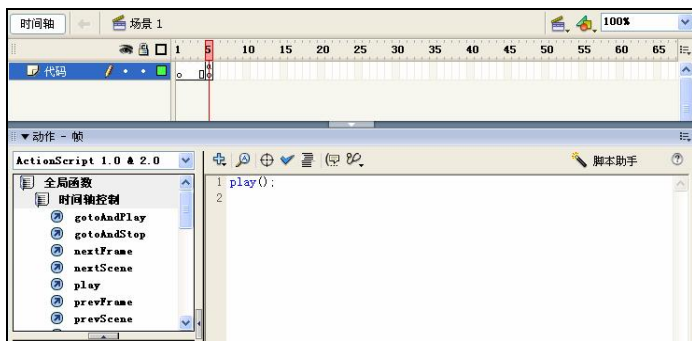 时间轴 场景 1 100%
1 5 10 15 20 25 30 35 40 45 50 55 60 65
代码
▼动作 - 帧
ActionScript 1.0 & 2.0 脚本助手
全局函数
时间轴控制
gotoAndPlay
gotoAndStop
nextFrame
nextScene
play
prevFrame
prevScene
1 play();
2